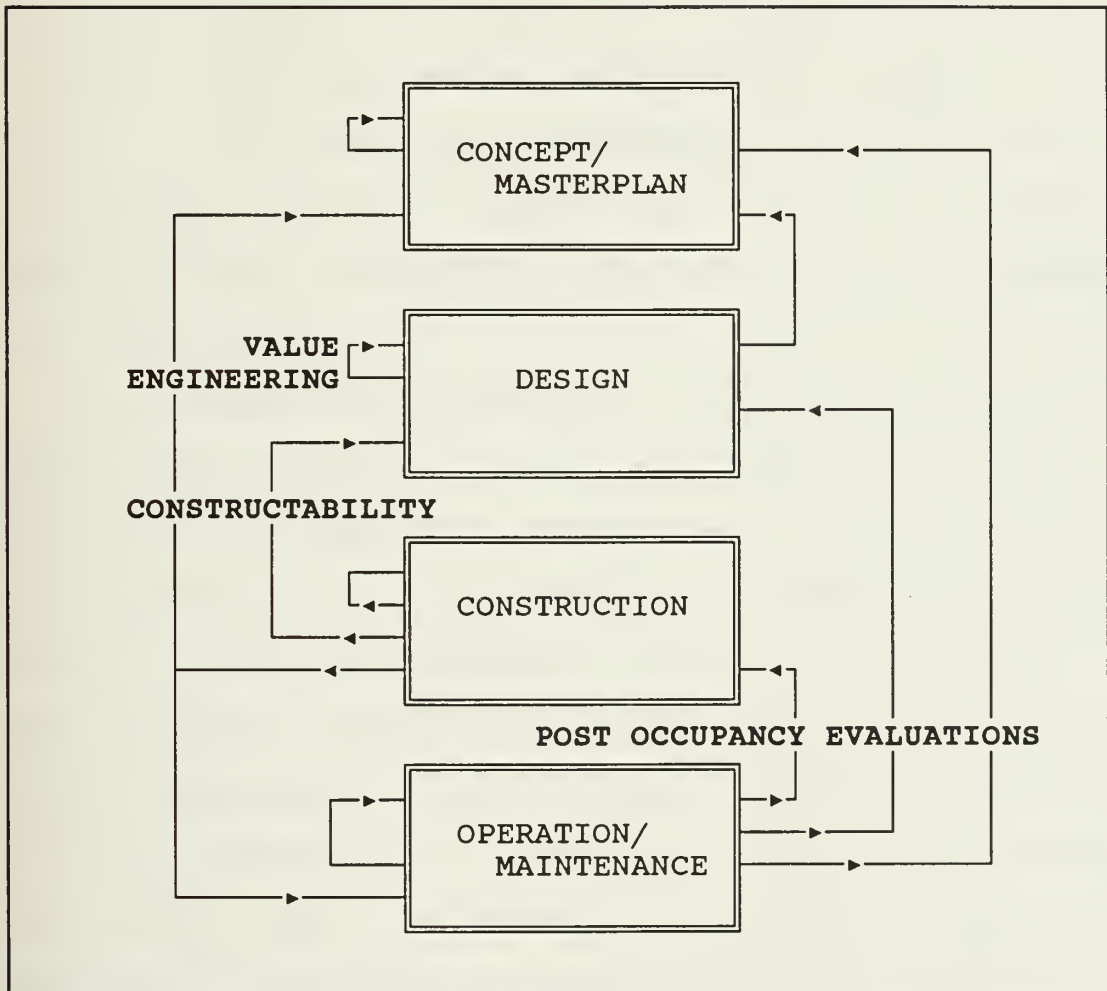 CONCEPT/
MASTERPLAN
VALUE
ENGINEERING
DESIGN
CONSTRUCTABILITY
CONSTRUCTION
POST OCCUPANCY EVALUATIONS
OPERATION/
MAINTENANCE